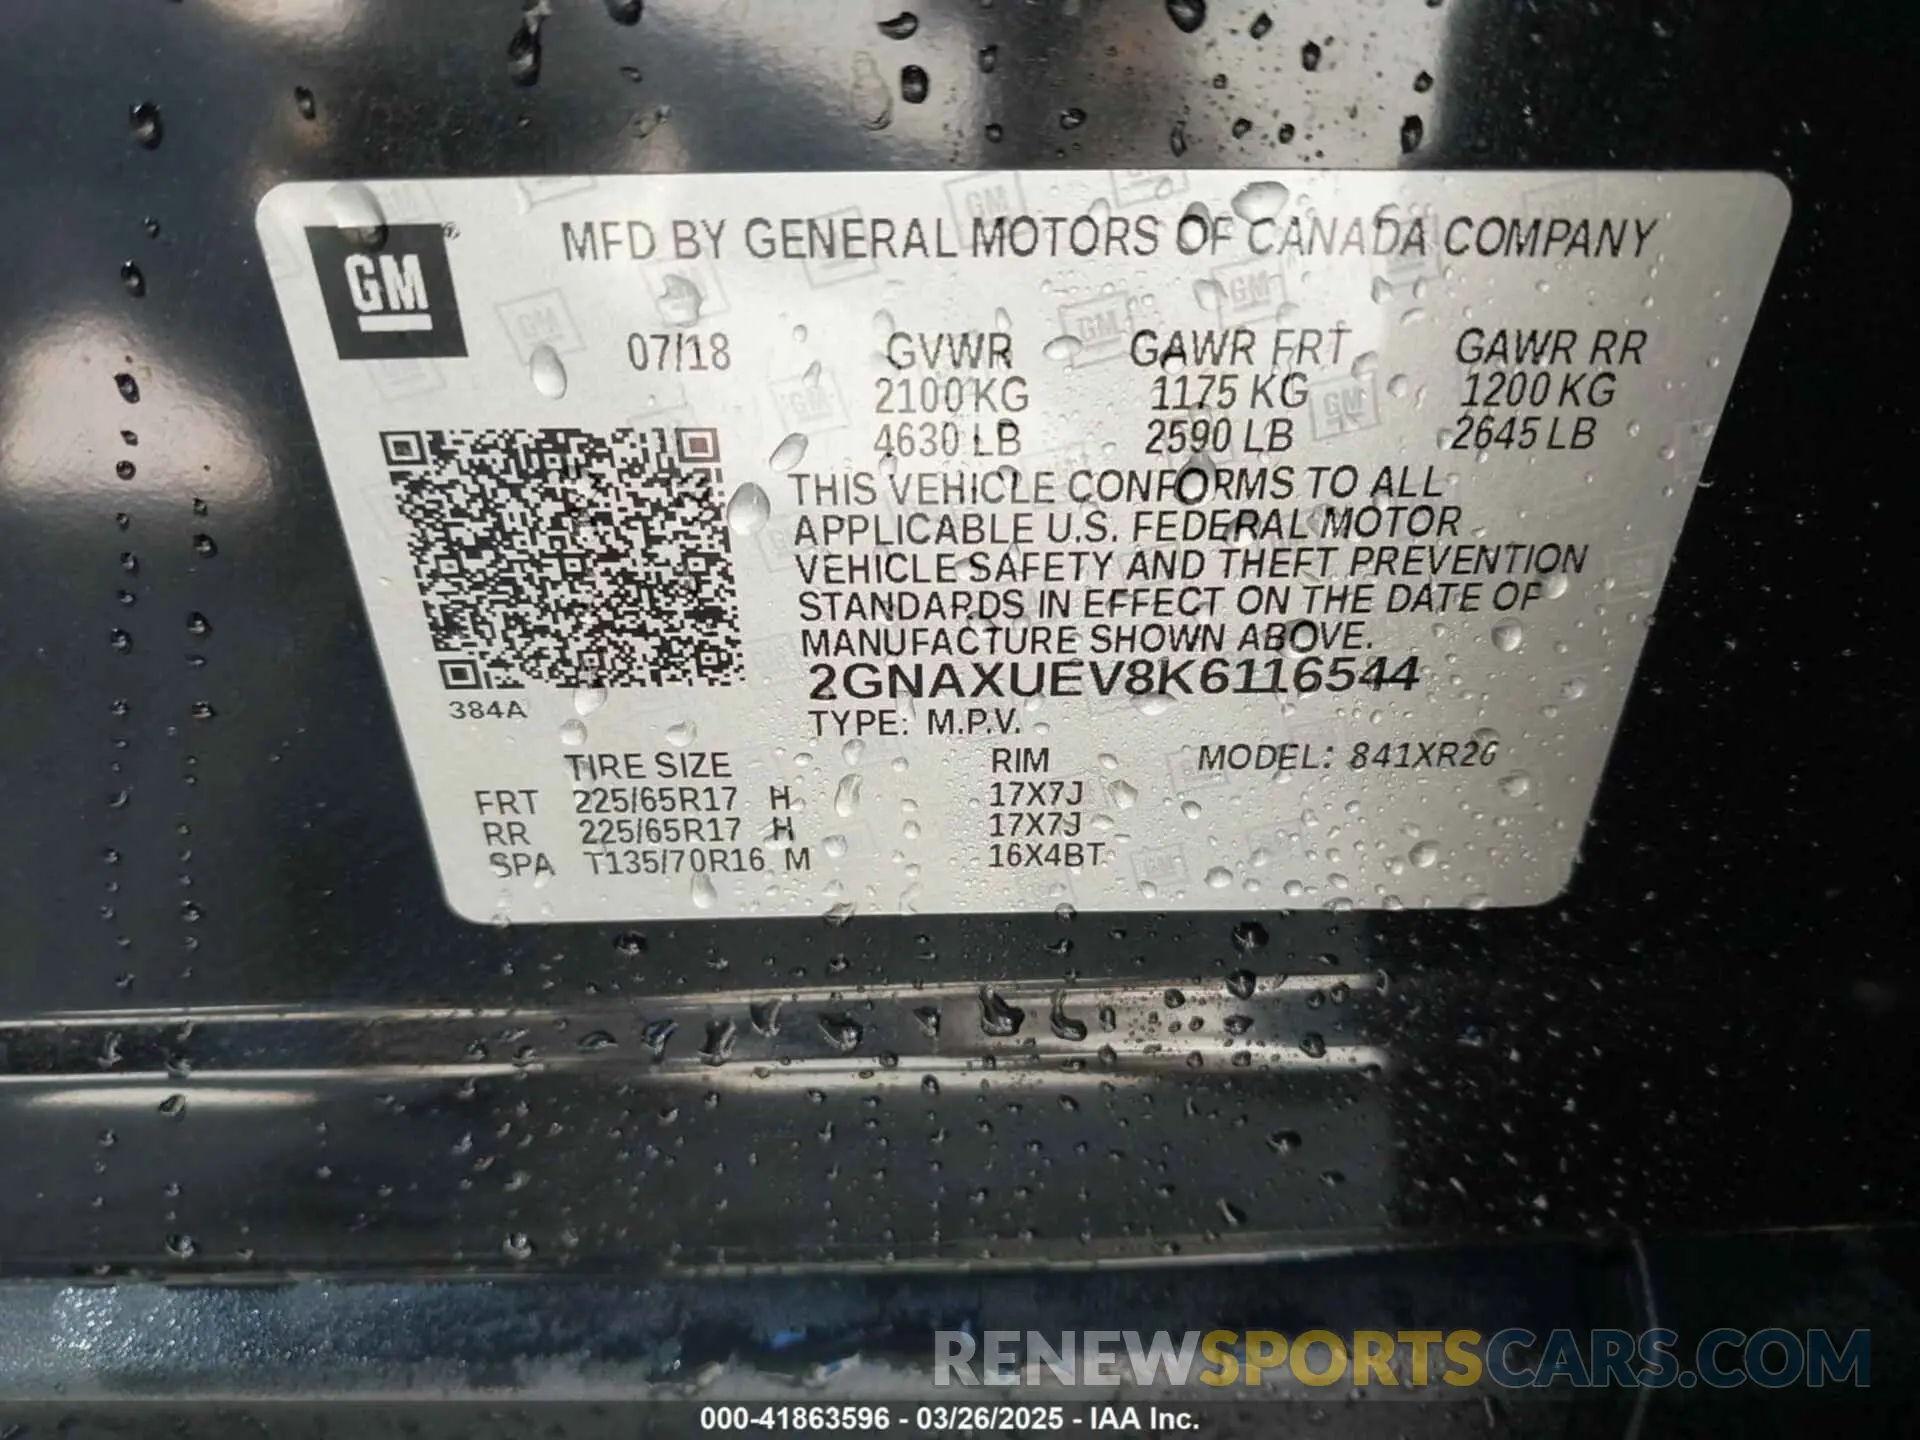 GM
MFD BY GENERAL MOTORS OF CANADA COMPANY
07/18 GVWR GAWR FRT GAWR RR
2100 KG 1175 KG 1200 KG
4630 LB 2590 LB 2645 LB
THIS VEHICLE CONFORMS TO ALL
APPLICABLE U.S. FEDERAL MOTOR
VEHICLE SAFETY AND THEFT PREVENTION
STANDARDS IN EFFECT ON THE DATE OF
MANUFACTURE SHOWN ABOVE.
2GNAXUEV8K6116544
384A
TYPE: M.P.V.
TIRE SIZE RIM MODEL: 841XR26
FRT 225/65R17 H 17X7J
RR 225/65R17 H 17X7J
SPA T135/70R16 M 16X4BT
RENEWSPORTSCARS.COM
000-41863596 - 03/26/2025 - IAA Inc.